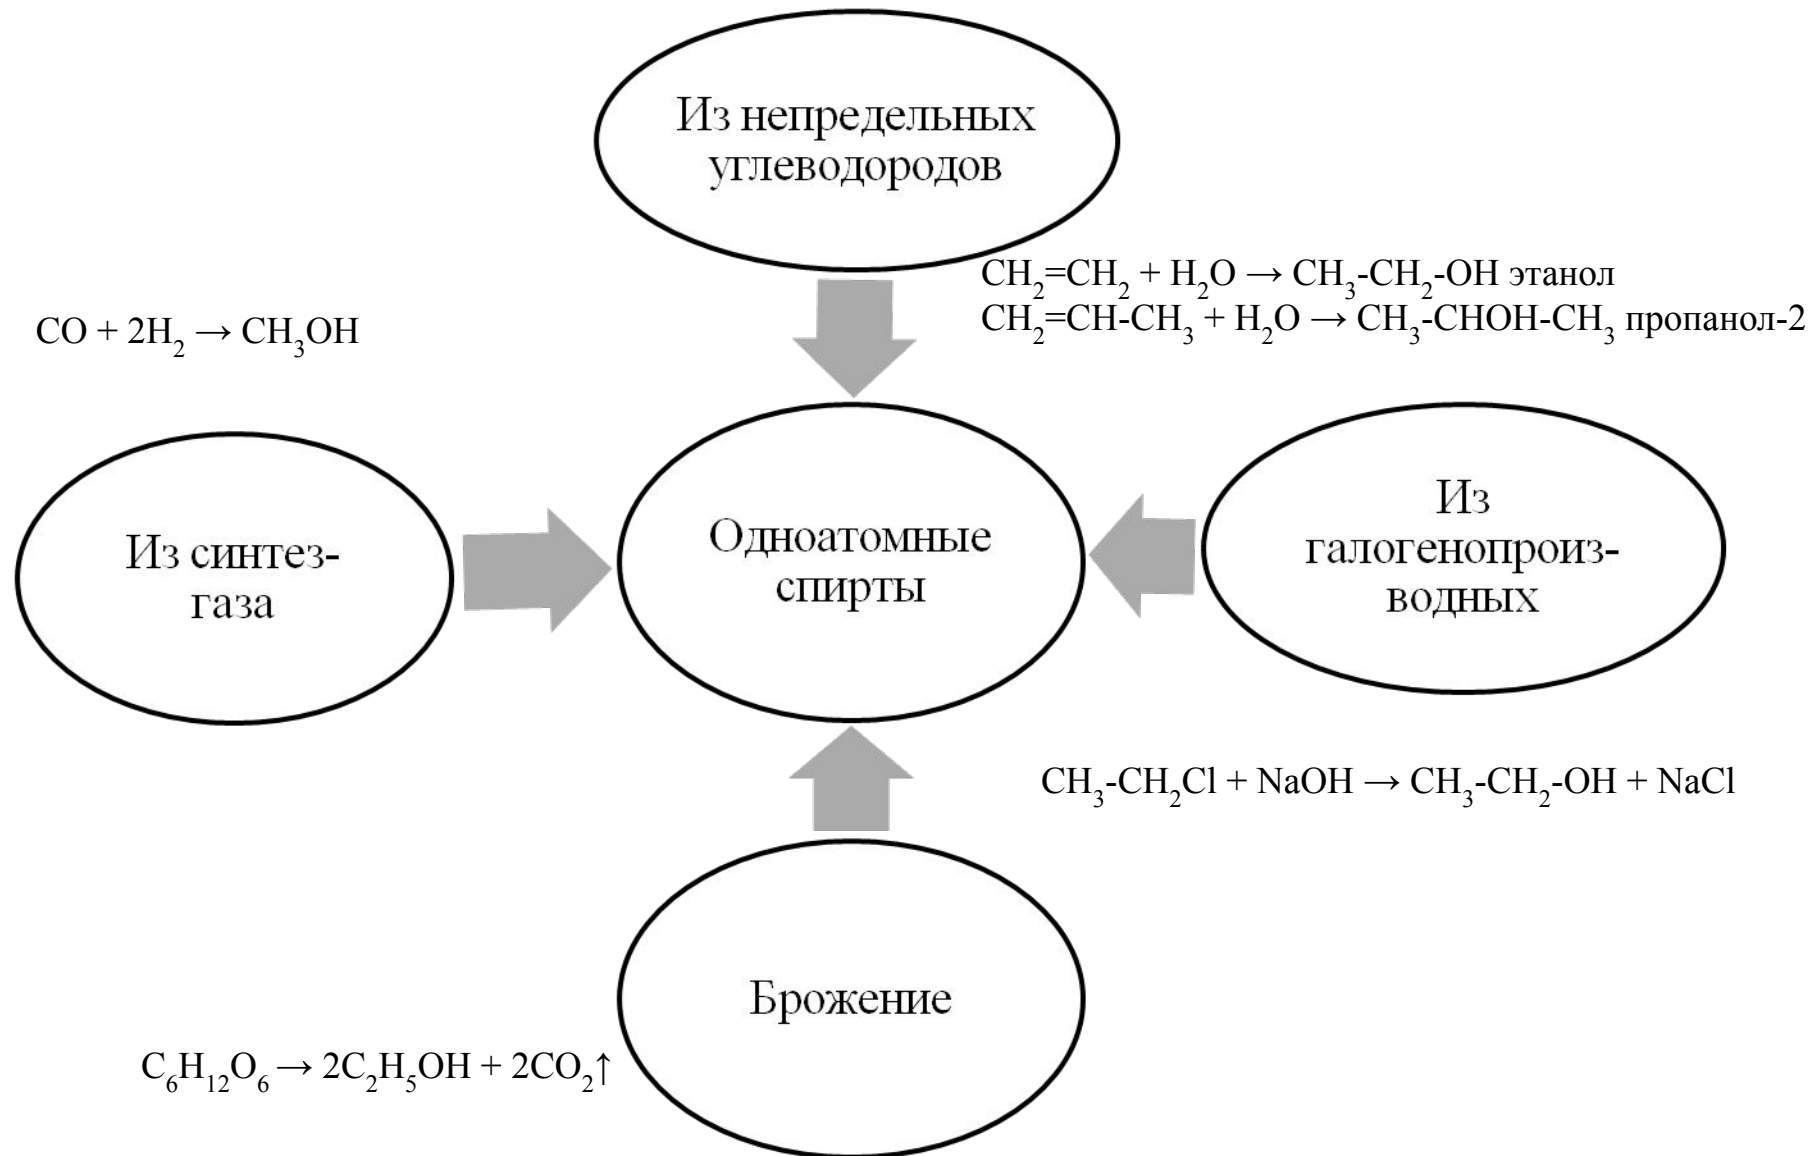 Из непредельных
углеводородов
CH₂=CH₂ + H₂O → CH₃-CH₂-OH этанол
CH₂=CH-CH₃ + H₂O → CH₃-CHOH-CH₃ пропанол-2
CO + 2H₂ → CH₃OH
Из синтез-
газа
Одноатомные
спирты
Из
галогенопроиз-
водных
CH₃-CH₂Cl + NaOH → CH₃-CH₂-OH + NaCl
Брожение
C₆H₁₂O₆ → 2C₂H₅OH + 2CO₂↑